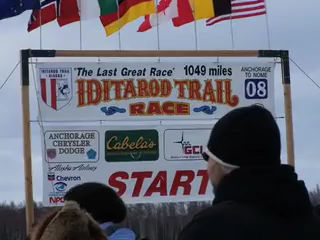 "The Last Great Race" 1049 miles
ANCHORAGE
TO NOME
IDITAROD TRAIL
RACE
08
ANCHORAGE
CHRYSLER
DODGE
Cabela's
GCI
Alaska Airlines
Chevron
START
NPS